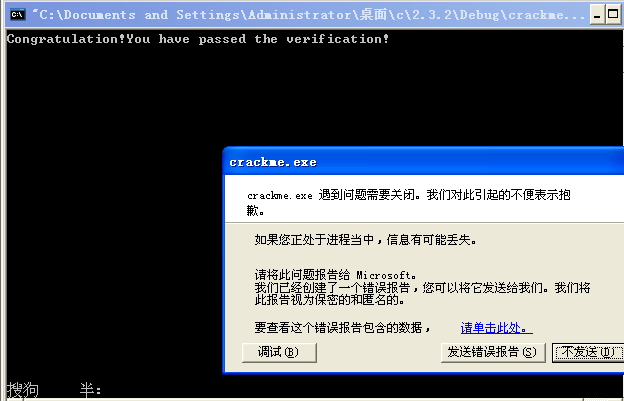 "C:\Documents and Settings\Administrator\桌面\c\2.3.2\Debug\crackme...
Congratulation!You have passed the verification!
crackme.exe
crackme.exe 遇到问题需要关闭。我们对此引起的不便表示抱
歉。
如果您正处于进程当中，信息有可能丢失。
请将此问题报告给 Microsoft。
我们已经创建了一个错误报告，您可以将它发送给我们。我们将
此报告视为保密的和匿名的。
要查看这个错误报告包含的数据， 请单击此处。
调试(B) 发送错误报告(S) 不发送(D)
搜狗 半：